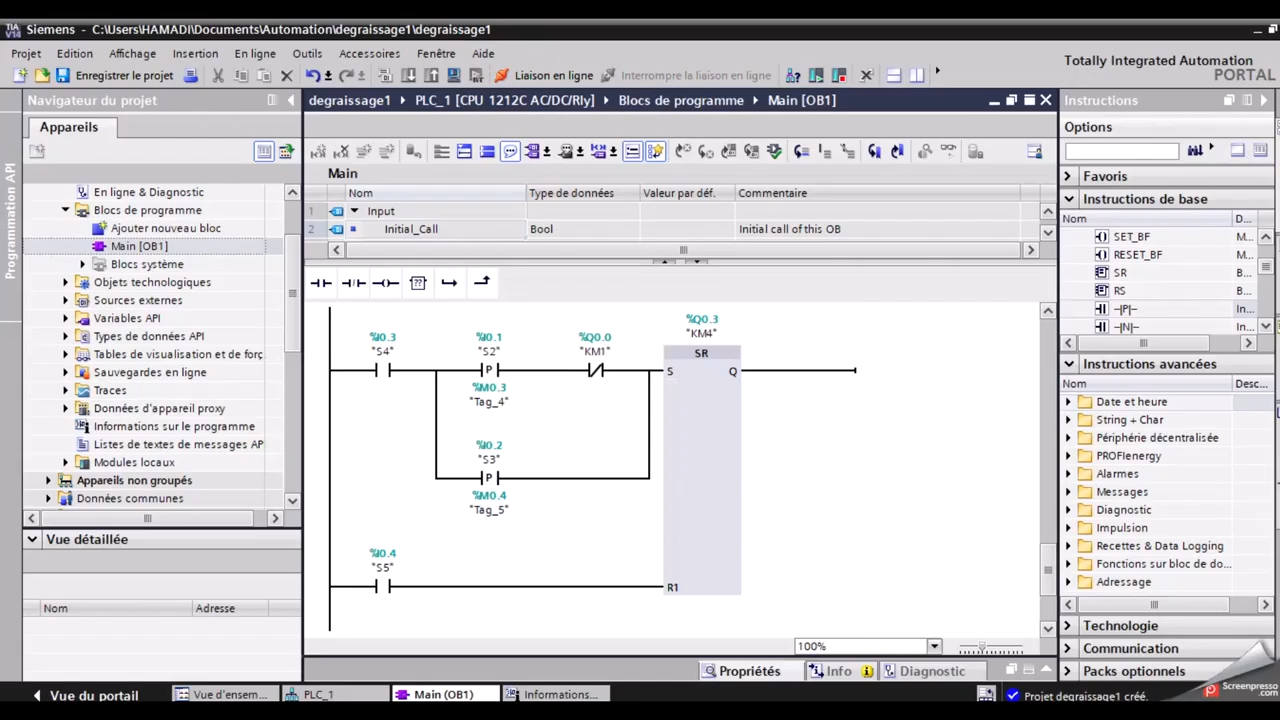 TIA V14
Siemens - C:\Users\HAMADI\Documents\Automation\degraissage1\degraissage1
Projet Edition Affichage Insertion En ligne Outils Accessoires Fenêtre Aide
Enregistrer le projet Liaison en ligne Interrompre la liaison en ligne
Totally Integrated Automation
PORTAL
Navigateur du projet
Appareils
Programmation API
En ligne & Diagnostic
Blocs de programme
Ajouter nouveau bloc
Main [OB1]
Blocs système
Objets technologiques
Sources externes
Variables API
Types de données API
Tables de visualisation et de forç
Sauvegardes en ligne
Traces
Données d'appareil proxy
Informations sur le programme
Listes de textes de messages AP
Modules locaux
Appareils non groupés
Données communes
Vue détaillée
Nom Adresse
degraissage1 PLC_1 [CPU 1212C AC/DC/Rly] Blocs de programme Main [OB1]
Main
Nom Type de données Valeur par déf. Commentaire
1 Input
2 Initial_Call Bool Initial call of this OB
??
%I0.3
"S4"
%I0.1
"S2"
P
%M0.3
"Tag_4"
%Q0.0
"KM1"
%Q0.3
"KM4"
SR
S Q
%I0.2
"S3"
P
%M0.4
"Tag_5"
%I0.4
"S5"
R1
100%
Propriétés Info Diagnostic
Instructions
Options
Favoris
Instructions de base
Nom D...
SET_BF M...
RESET_BF M...
SR B...
RS B...
P In...
N In...
Instructions avancées
Nom Desc...
Date et heure
String + Char
Périphérie décentralisée
PROFIenergy
Alarmes
Messages
Diagnostic
Impulsion
Recettes & Data Logging
Fonctions sur bloc de do...
Adressage
Technologie
Communication
Packs optionnels
Vue du portail Vue d'ensem... PLC_1 Main (OB1) Informations... Projet degraissage1 créé.
Screenpresso
.com